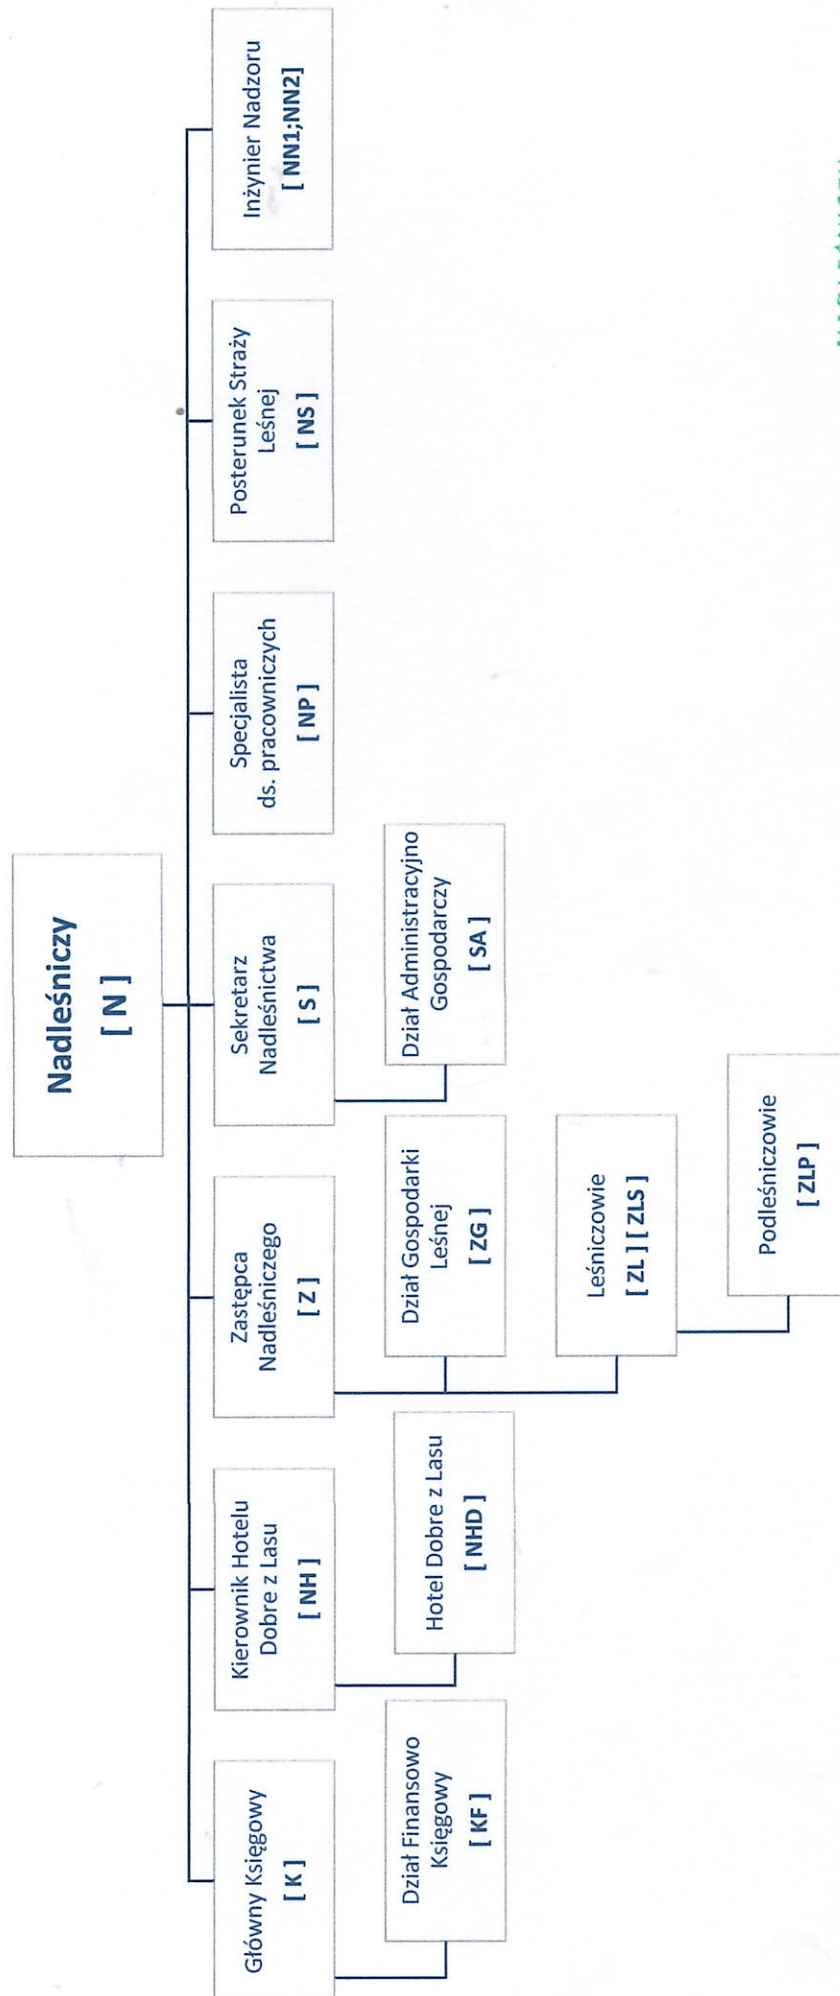 Nadleśniczy
[ N ]
Główny Księgowy
[ K ]
Kierownik Hotelu
Dobre z Lasu
[ NH ]
Zastępca
Nadleśniczego
[ Z ]
Sekretarz
Nadleśnictwa
[ S ]
Specjalista
ds. pracowniczych
[ NP ]
Posterunek Straży
Leśnej
[ NS ]
Inżynier Nadzoru
[ NN1;NN2]
Dział Finansowo
Księgowy
[ KF ]
Hotel Dobre z Lasu
[ NHD ]
Dział Gospodarki
Leśnej
[ ZG ]
Dział Administracyjno
Gospodarczy
[ SA ]
Leśniczowie
[ ZL ] [ ZLS ]
Podleśniczowie
[ ZLP ]